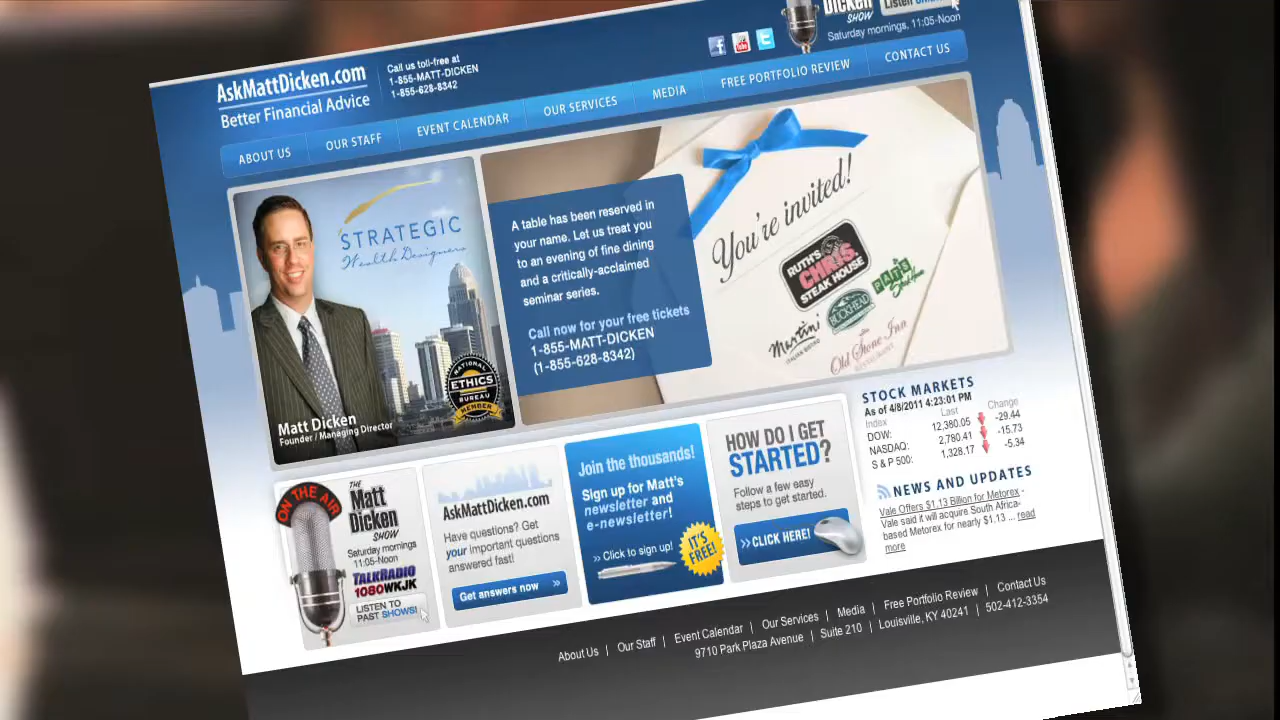 DICKEN
SHOW
Saturday mornings, 11:05-Noon
AskMattDicken.com
Better Financial Advice
Call us toll-free at
1-855-MATT-DICKEN
1-855-628-8342
ABOUT US
OUR STAFF
EVENT CALENDAR
OUR SERVICES
MEDIA
FREE PORTFOLIO REVIEW
CONTACT US
STRATEGIC
Wealth Designers
NATIONAL
ETHICS
BUREAU
MEMBER
Matt Dicken
Founder / Managing Director
A table has been reserved in
your name. Let us treat you
to an evening of fine dining
and a critically-acclaimed
seminar series.
Call now for your free tickets
1-855-MATT-DICKEN
(1-855-628-8342)
You're invited!
RUTH'S
CHRIS
STEAK HOUSE
PAT'S
BUCKHEAD
Martini
ITALIAN BISTRO
Old Stone Inn
ON THE AIR
THE
Matt
Dicken
SHOW
Saturday mornings
11:05-Noon
TALKRADIO
1080WKJK
LISTEN TO
PAST SHOWS!
AskMattDicken.com
Have questions? Get
your important questions
answered fast!
Get answers now »
Join the thousands!
Sign up for Matt's
newsletter and
e-newsletter!
» Click to sign up!
IT'S
FREE!
HOW DO I GET
STARTED?
Follow a few easy
steps to get started.
» CLICK HERE!
STOCK MARKETS
As of 4/8/2011 4:23:01 PM
Index Last Change
DOW: 12,380.05 -29.44
NASDAQ: 2,780.41 -15.73
S & P 500: 1,328.17 -5.34
NEWS AND UPDATES
Vale Offers $1.13 Billion for Metorex -
Vale said it will acquire South Africa-
based Metorex for nearly $1.13 ... read
more
About Us | Our Staff | Event Calendar | Our Services | Media | Free Portfolio Review | Contact Us
9710 Park Plaza Avenue | Suite 210 | Louisville, KY 40241 | 502-412-3354